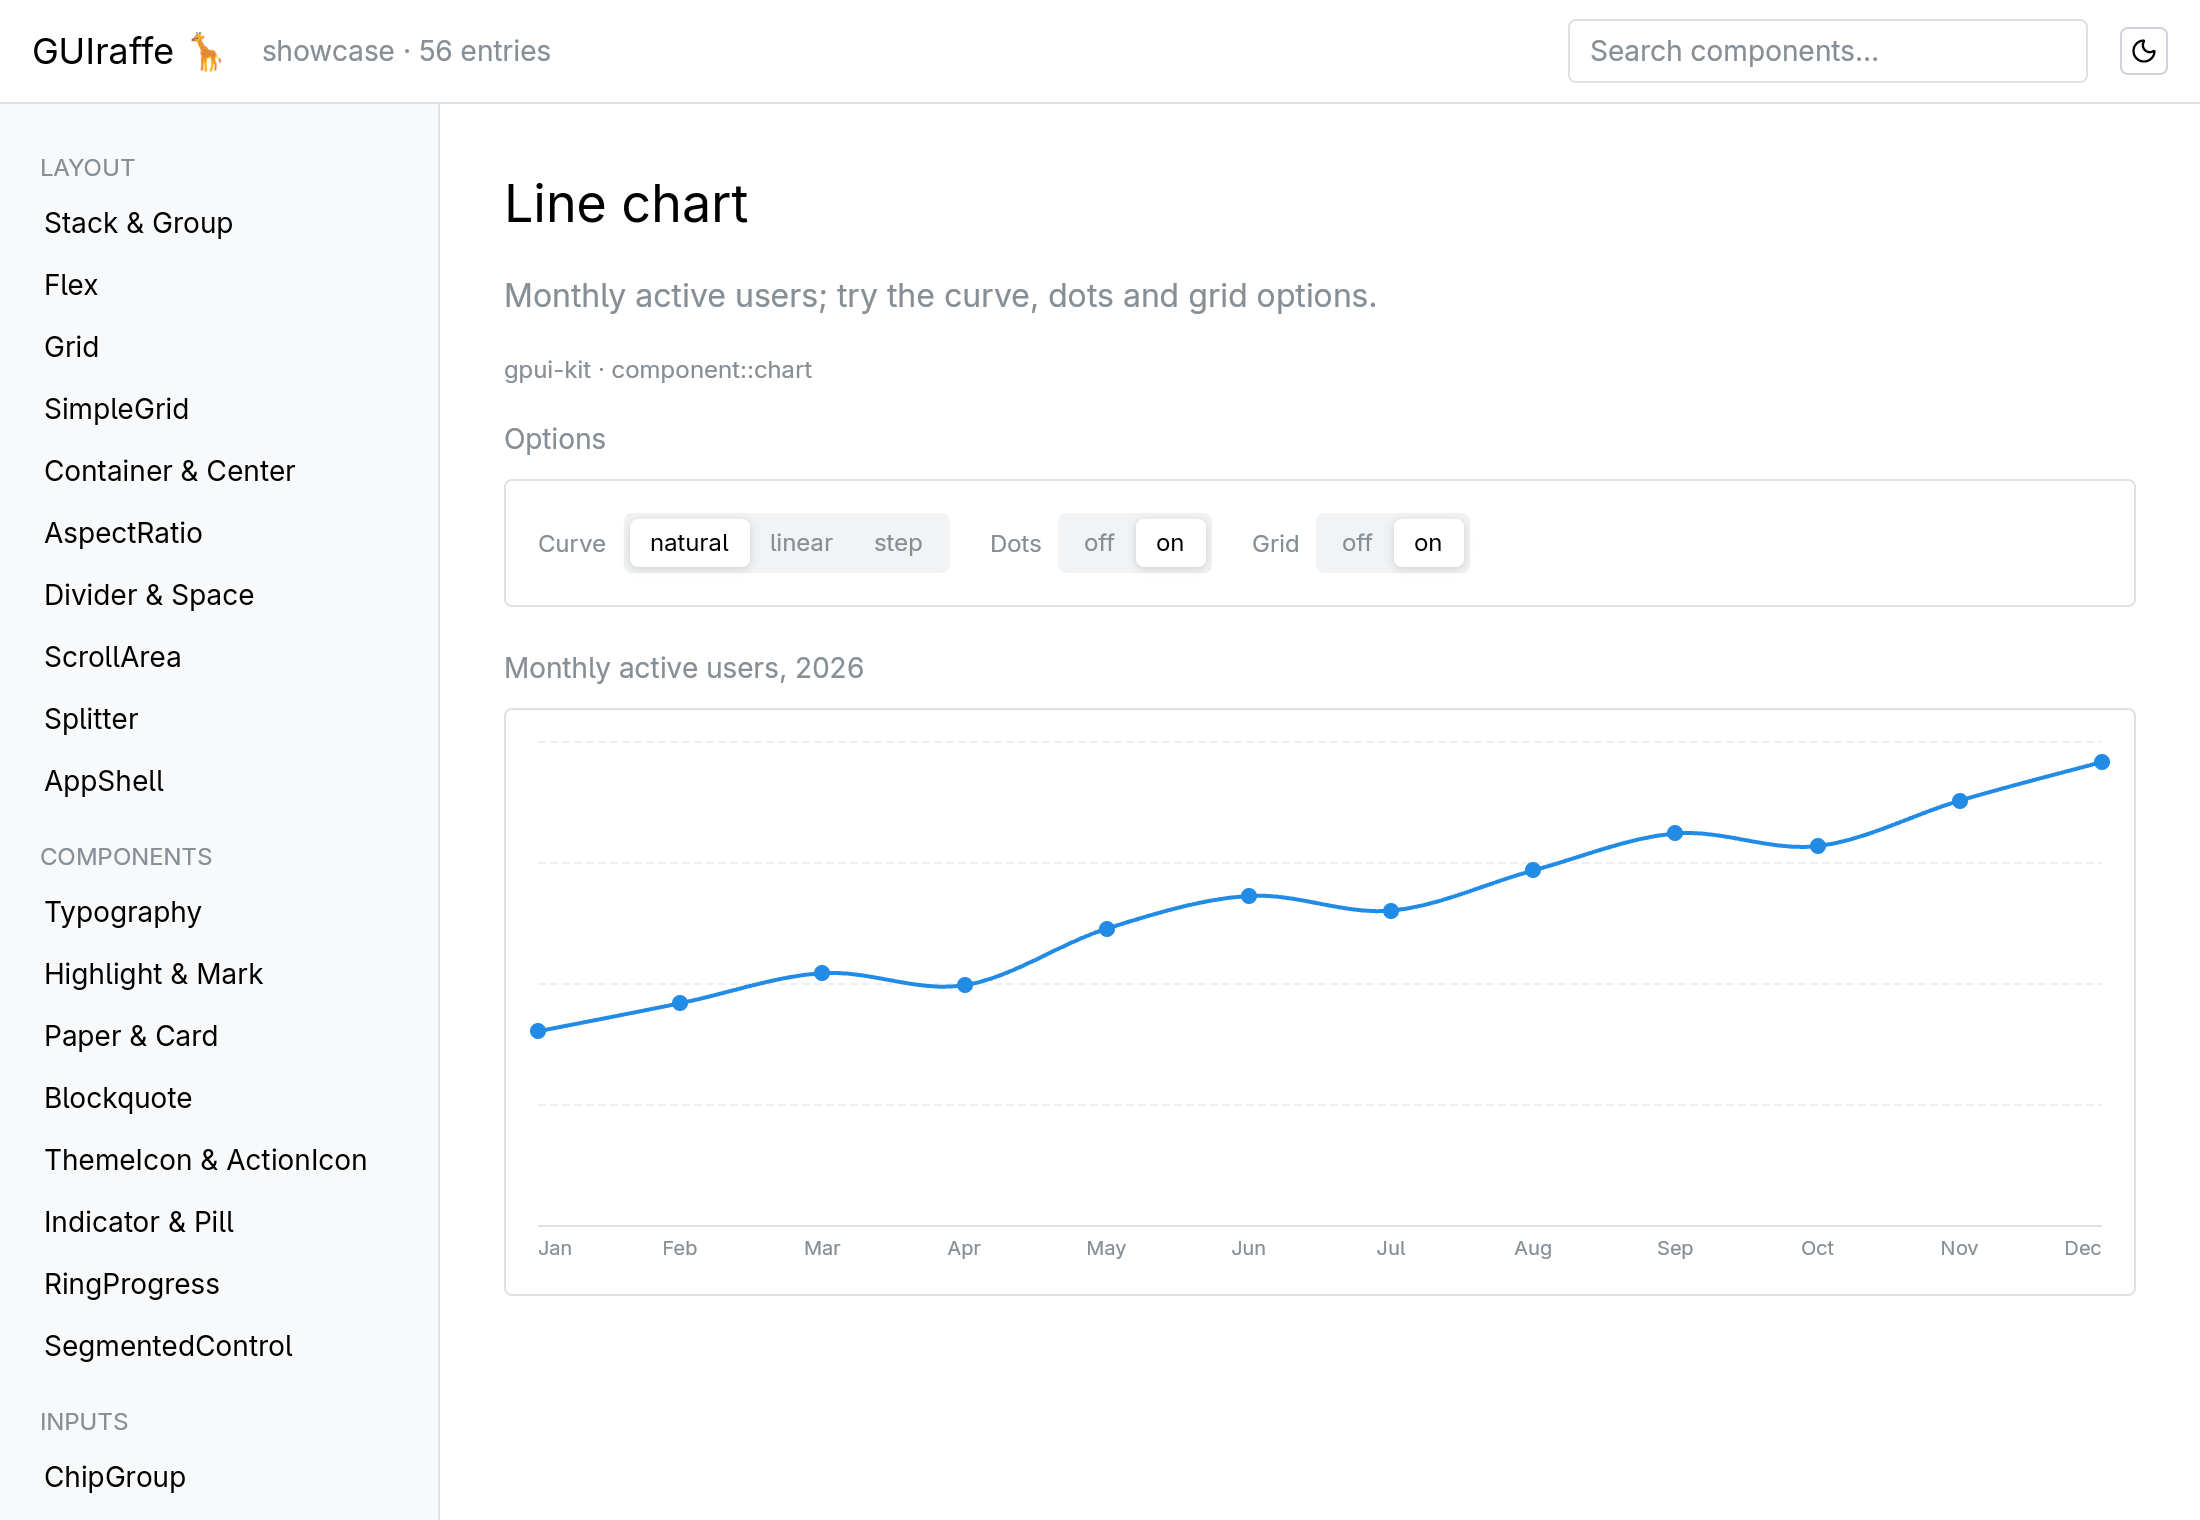 GUIraffe 🦒 showcase · 56 entries Search components...
LAYOUT
Stack & Group
Flex
Grid
SimpleGrid
Container & Center
AspectRatio
Divider & Space
ScrollArea
Splitter
AppShell
COMPONENTS
Typography
Highlight & Mark
Paper & Card
Blockquote
ThemeIcon & ActionIcon
Indicator & Pill
RingProgress
SegmentedControl
INPUTS
ChipGroup
Line chart
Monthly active users; try the curve, dots and grid options.
gpui-kit · component::chart
Options
Curve natural linear step Dots off on Grid off on
Monthly active users, 2026
Jan Feb Mar Apr May Jun Jul Aug Sep Oct Nov Dec